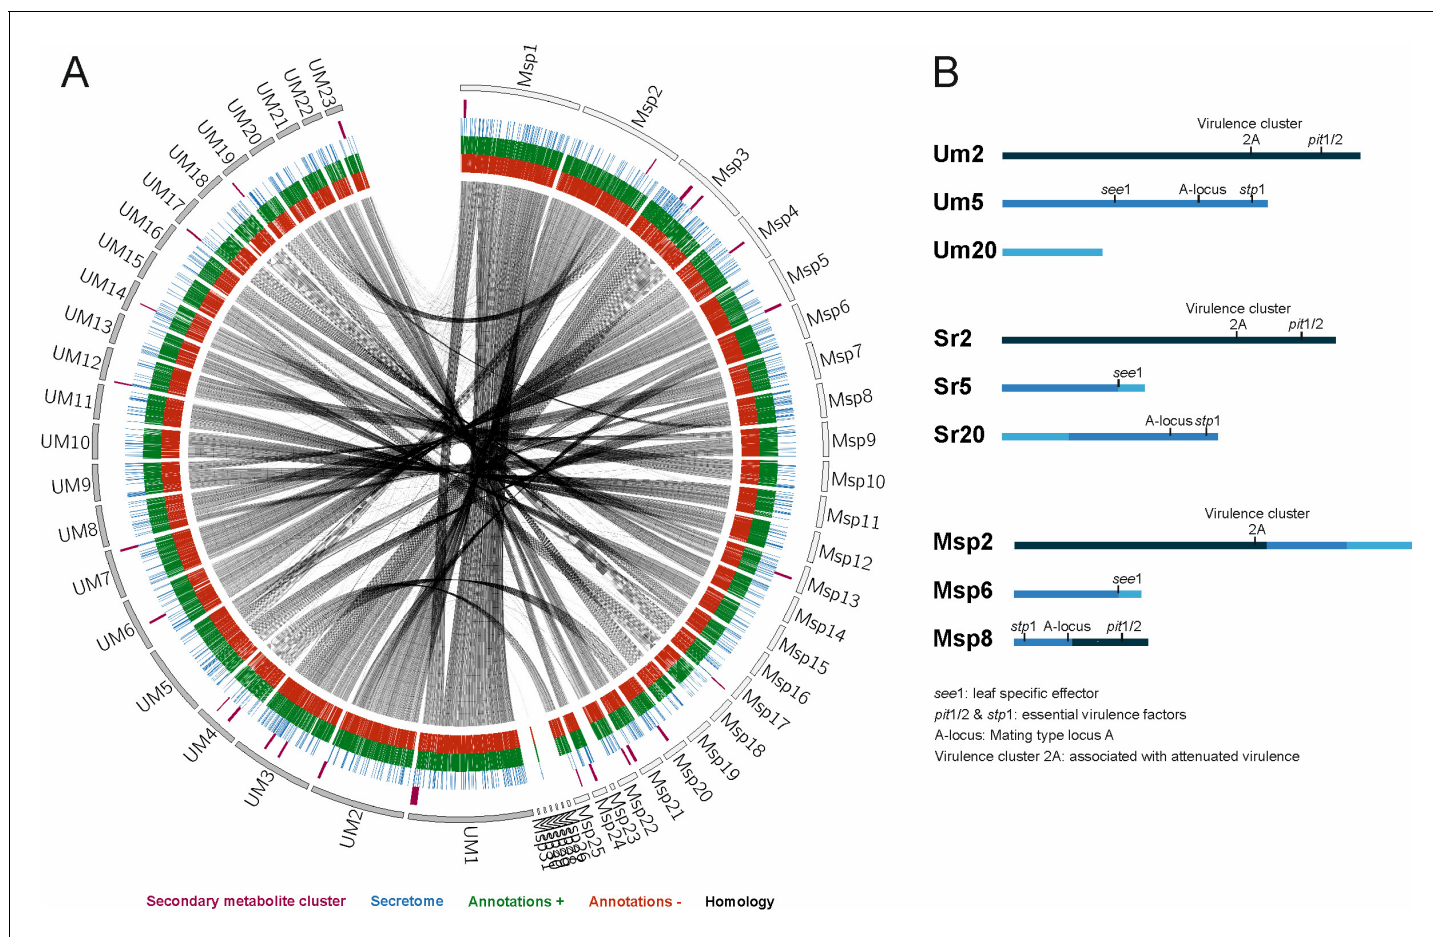 A
UM23
UM22
UM21
UM20
UM19
UM18
UM17
UM16
UM15
UM14
UM13
UM12
UM11
UM10
UM9
UM8
UM7
UM6
UM5
UM4
UM3
UM2
UM1
Msp1
Msp2
Msp3
Msp4
Msp5
Msp6
Msp7
Msp8
Msp9
Msp10
Msp11
Msp12
Msp13
Msp14
Msp15
Msp16
Msp17
Msp18
Msp19
Msp20
Msp21
Msp22
Msp23
Msp24
Msp25
Msp31
Secondary metabolite cluster Secretome Annotations + Annotations - Homology
B
Virulence cluster
2A pit1/2
Um2
see1 A-locus stp1
Um5
Um20
Virulence cluster
2A pit1/2
Sr2
see1
Sr5
A-locus stp1
Sr20
Virulence cluster
2A
Msp2
see1
Msp6
stp1 A-locus pit1/2
Msp8
see1: leaf specific effector
pit1/2 & stp1: essential virulence factors
A-locus: Mating type locus A
Virulence cluster 2A: associated with attenuated virulence